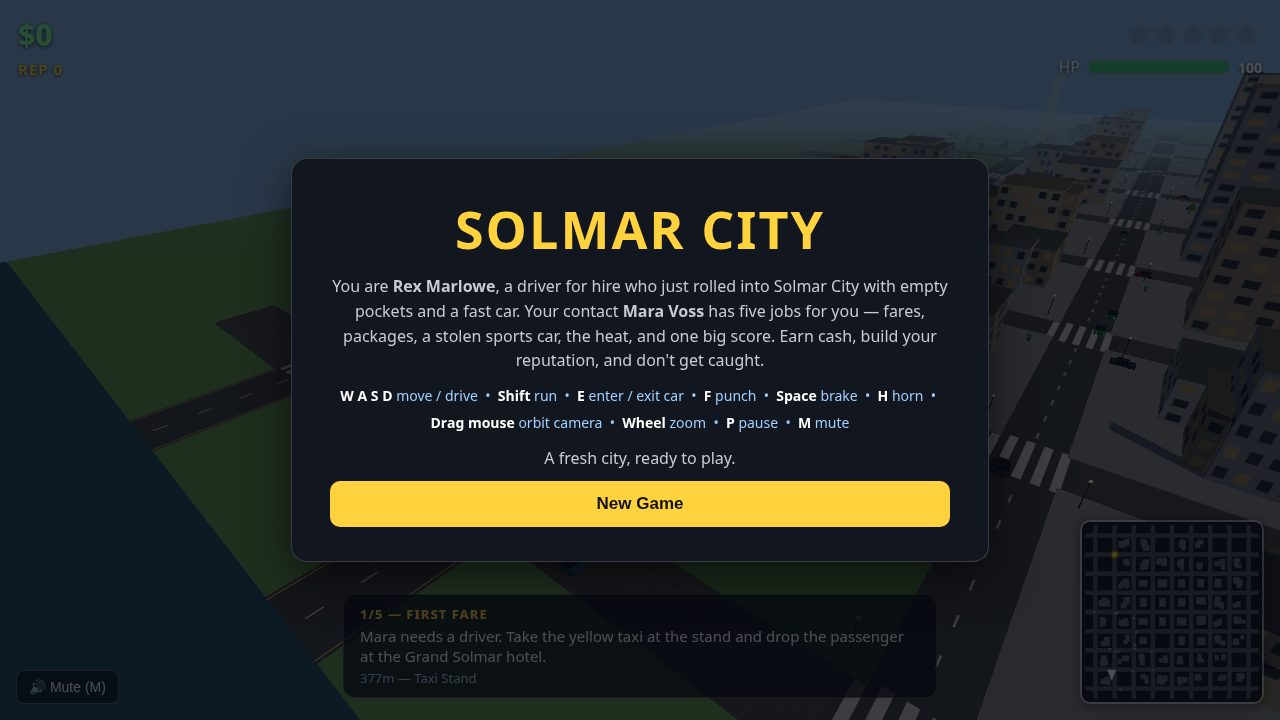 $0
REP 0
HP 100
SOLMAR CITY
You are Rex Marlowe, a driver for hire who just rolled into Solmar City with empty
pockets and a fast car. Your contact Mara Voss has five jobs for you — fares,
packages, a stolen sports car, the heat, and one big score. Earn cash, build your
reputation, and don't get caught.
W A S D move / drive • Shift run • E enter / exit car • F punch • Space brake • H horn •
Drag mouse orbit camera • Wheel zoom • P pause • M mute
A fresh city, ready to play.
New Game
1/5 — FIRST FARE
Mara needs a driver. Take the yellow taxi at the stand and drop the passenger
at the Grand Solmar hotel.
377m — Taxi Stand
🔊 Mute (M)